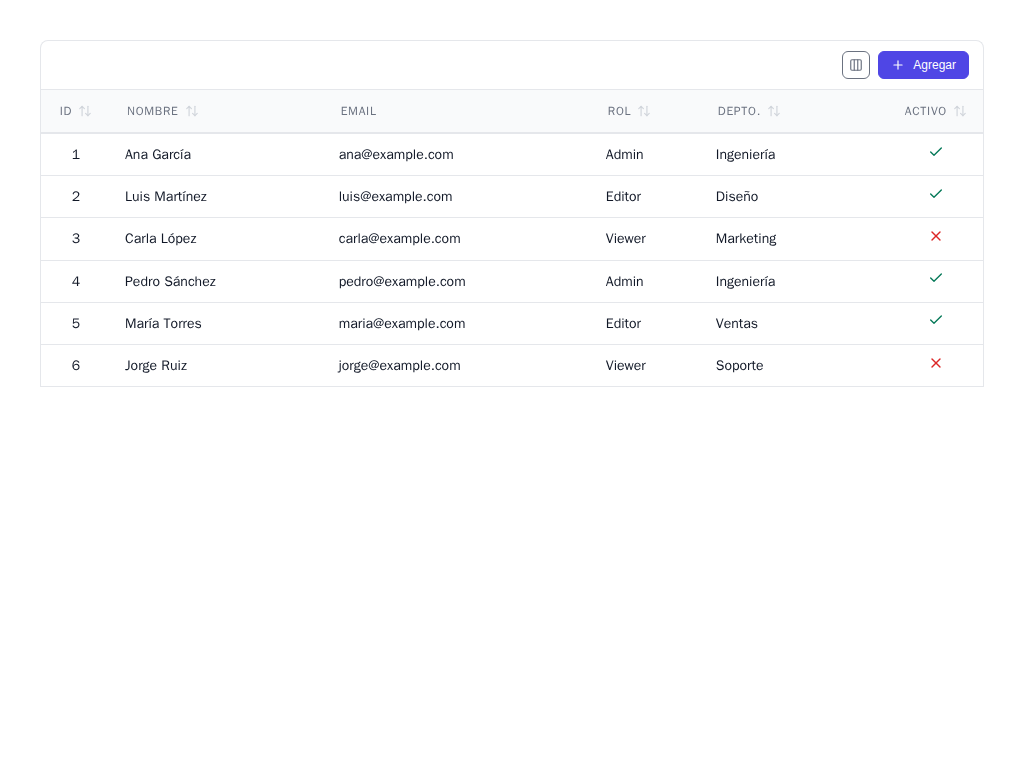 Agregar
ID NOMBRE EMAIL ROL DEPTO. ACTIVO
1 Ana García ana@example.com Admin Ingeniería
2 Luis Martínez luis@example.com Editor Diseño
3 Carla López carla@example.com Viewer Marketing
4 Pedro Sánchez pedro@example.com Admin Ingeniería
5 María Torres maria@example.com Editor Ventas
6 Jorge Ruiz jorge@example.com Viewer Soporte